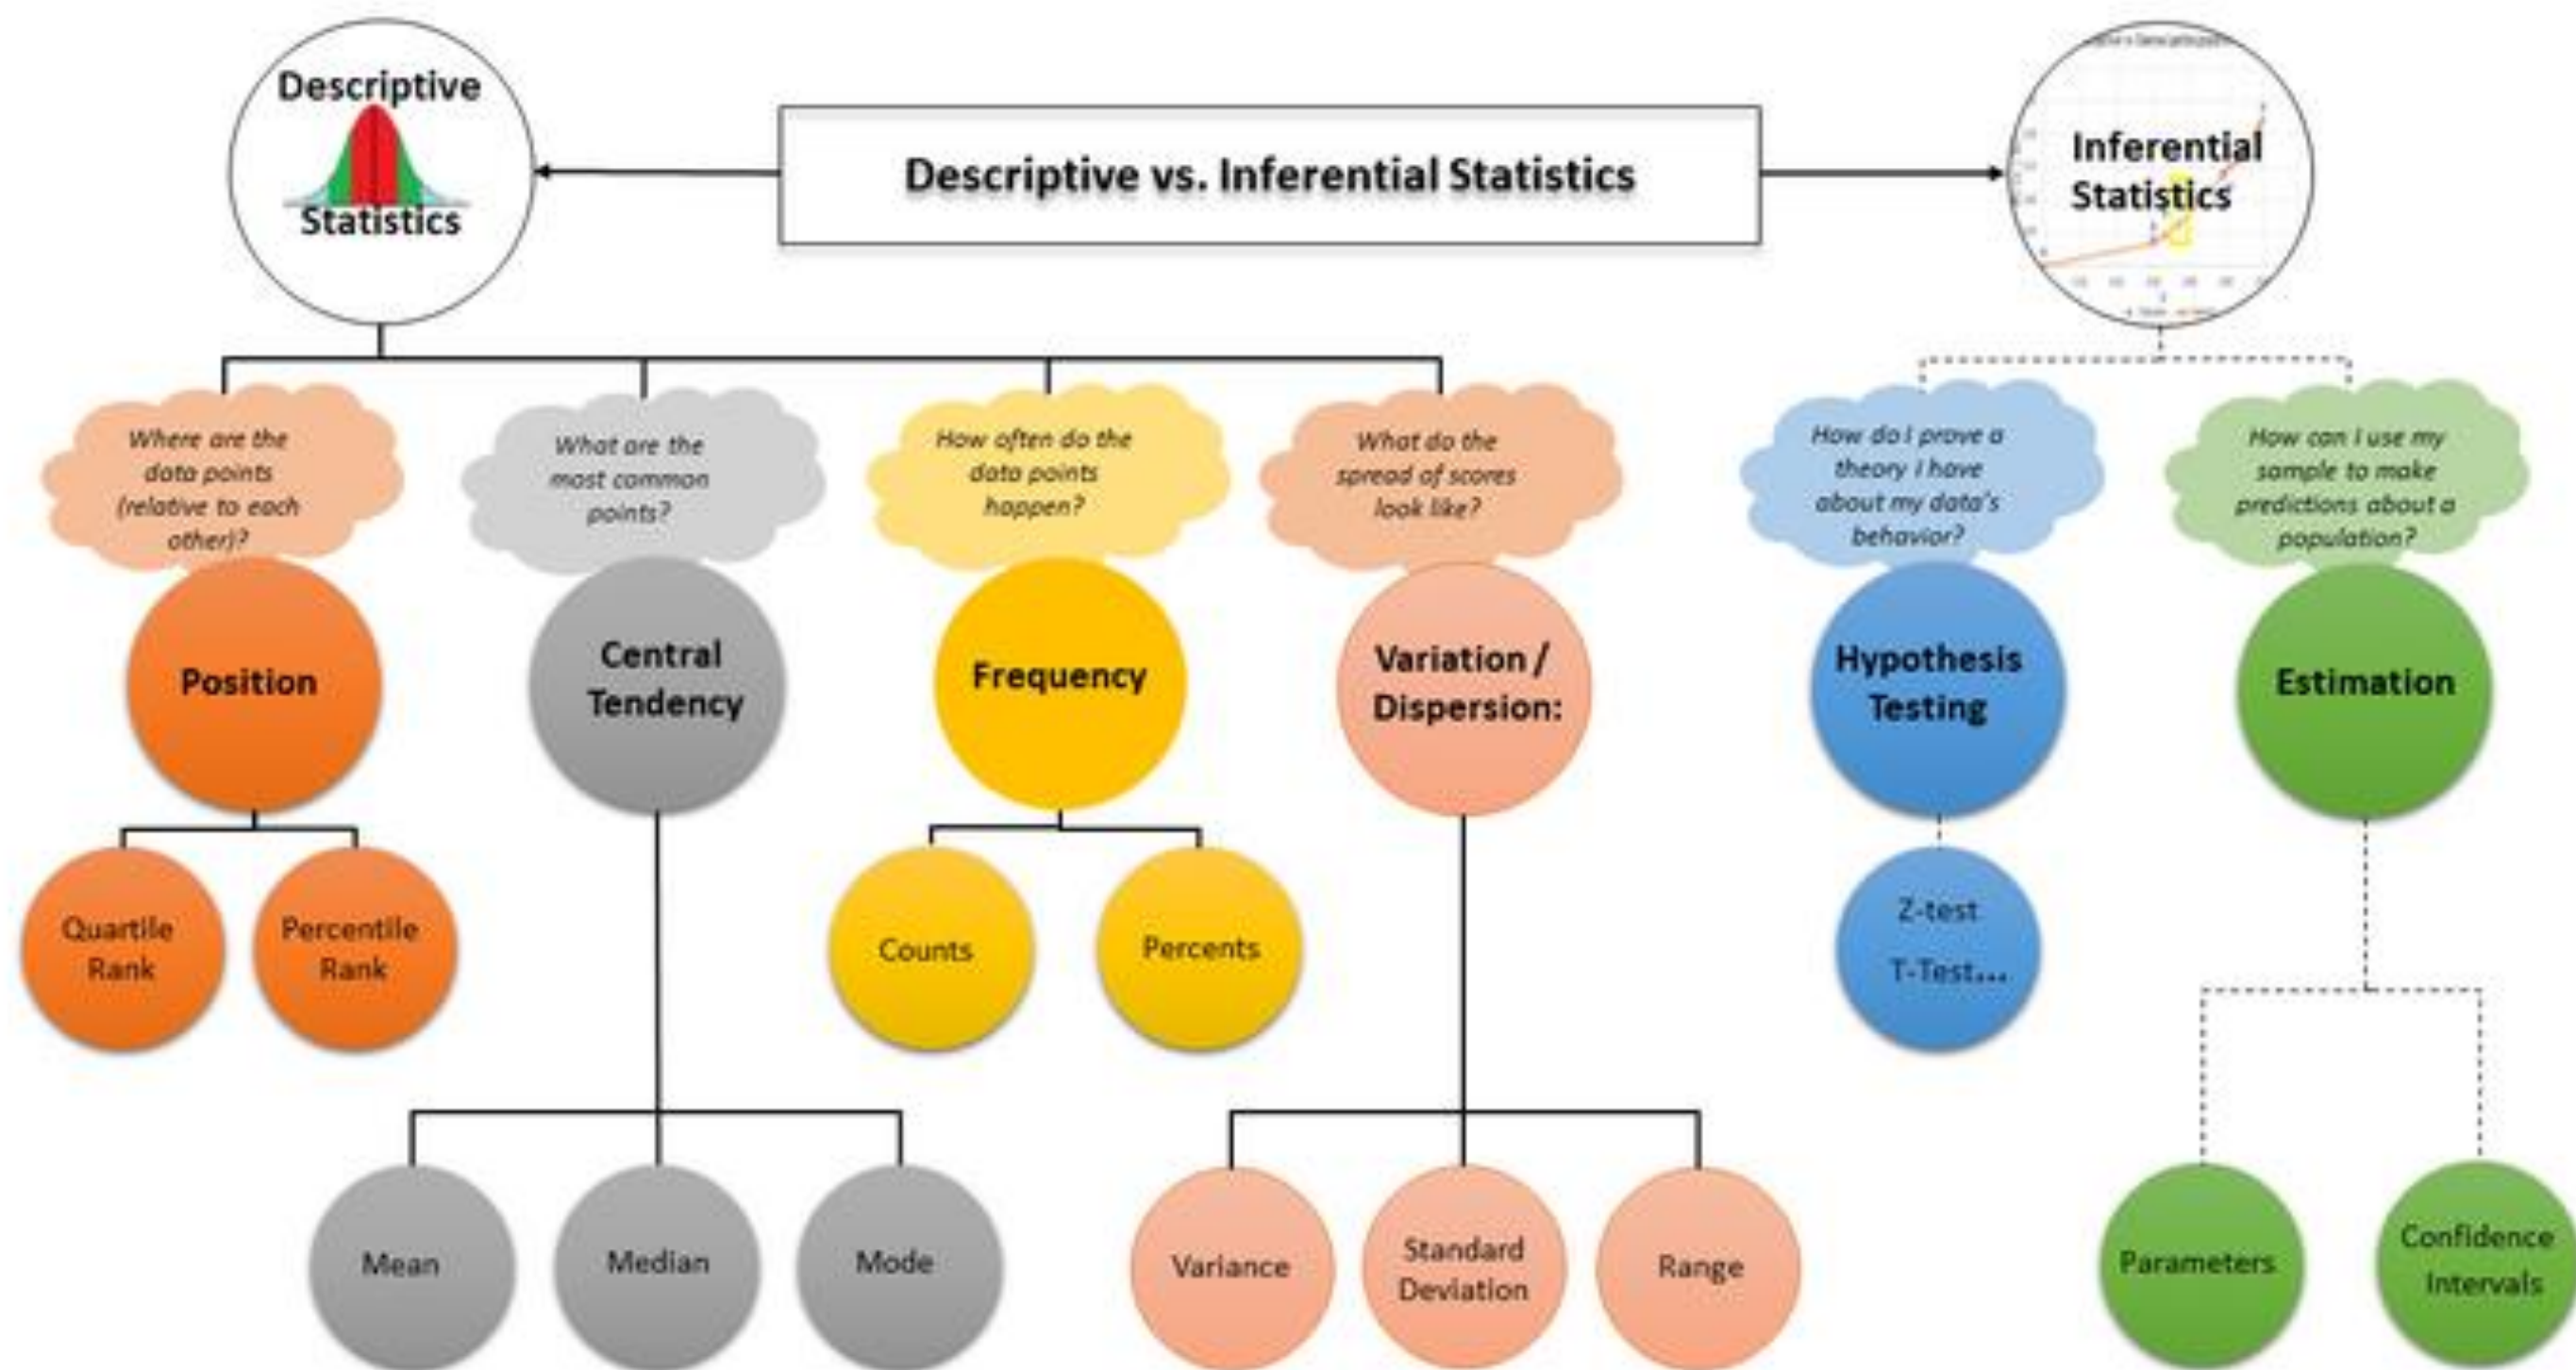 Descriptive
Statistics
Descriptive vs. Inferential Statistics
Inferential
Statistics
Where are the
data points
(relative to each
other)?
What are the
most common
points?
How often do the
data points
happen?
What do the
spread of scores
look like?
How do I prove a
theory I have
about my data's
behavior?
How can I use my
sample to make
predictions about a
population?
Position
Central
Tendency
Frequency
Variation /
Dispersion:
Hypothesis
Testing
Estimation
Quartile
Rank
Percentile
Rank
Counts
Percents
Z-test
T-Test...
Mean
Median
Mode
Variance
Standard
Deviation
Range
Parameters
Confidence
Intervals